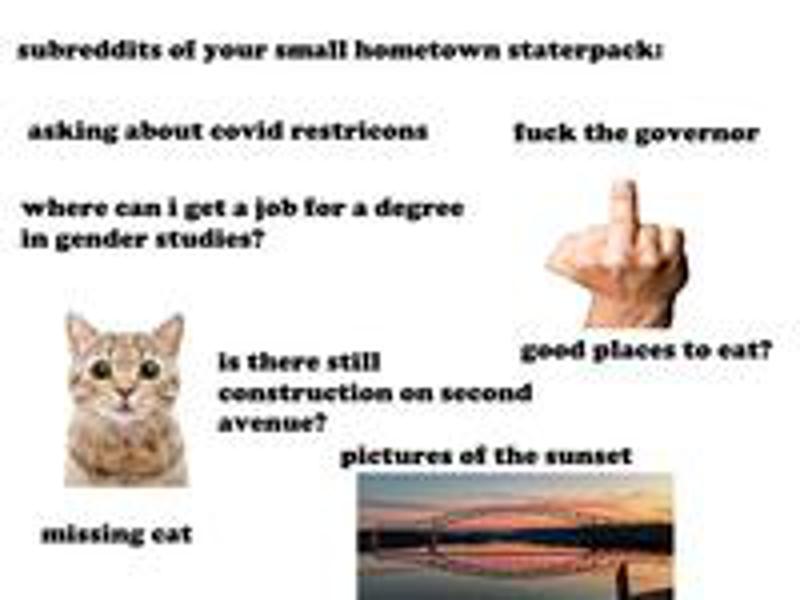 subreddits of your small hometown staterpack:
asking about covid restricons
fuck the governor
where can i get a job for a degree
in gender studies?
good places to eat?
is there still
construction on second
avenue?
pictures of the sunset
missing cat